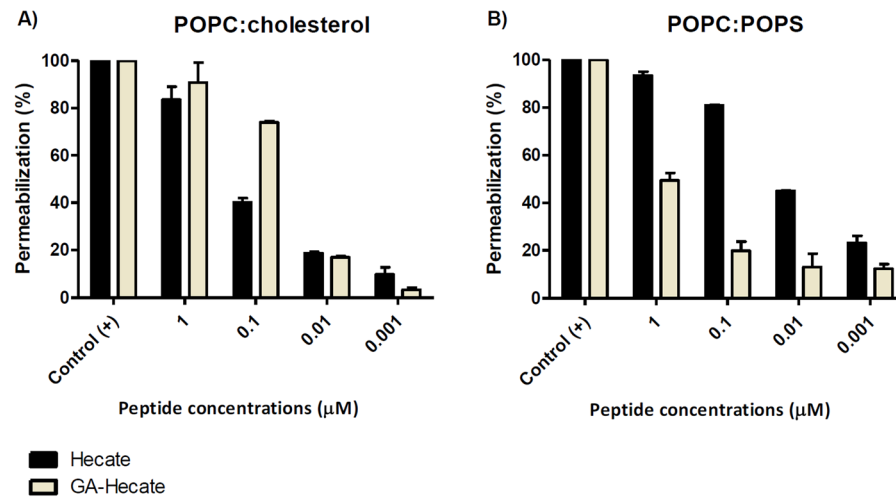 A)
POPC:cholesterol
Permeabilization (%)
100
80
60
40
20
0
Control (+)
1
0.1
0.01
0.001
Peptide concentrations (µM)
B)
POPC:POPS
Permeabilization (%)
100
80
60
40
20
0
Control (+)
1
0.1
0.01
0.001
Peptide concentrations (µM)
Hecate
GA-Hecate